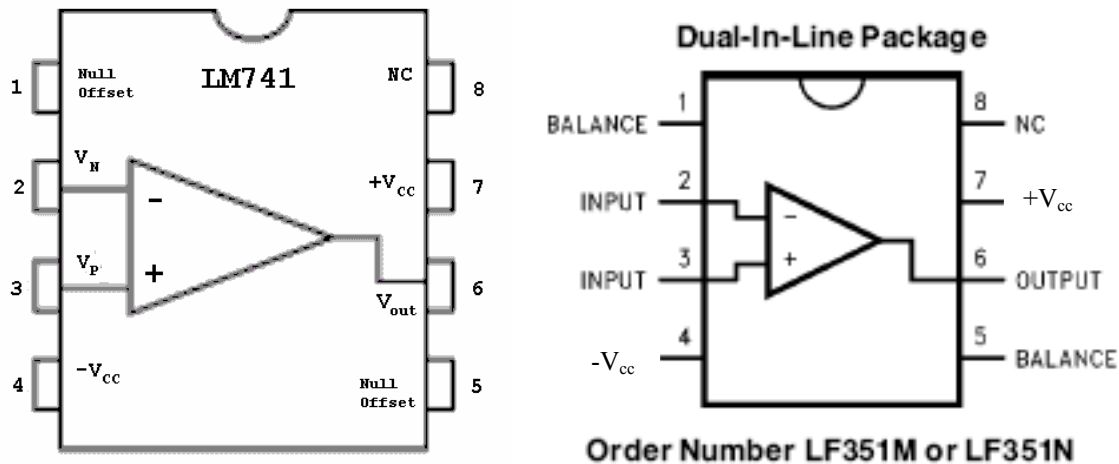 1
Null
Offset
LM741
NC
8
2
V_N
-
+V_CC
7
3
V_P
+
V_out
6
4
-V_CC
Null
Offset
5
Dual-In-Line Package
BALANCE
1
8
NC
INPUT
2
-
7
+V_cc
INPUT
3
+
6
OUTPUT
-V_cc
4
5
BALANCE
Order Number LF351M or LF351N